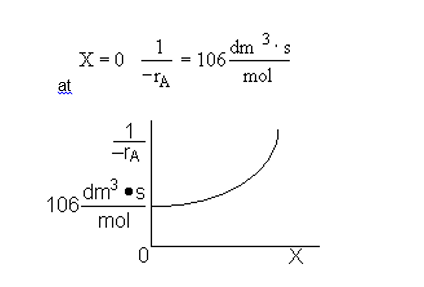 at X = 0 1/−rA = 106 dm³·s/mol
1/−rA
106 dm³•s/mol
0 X